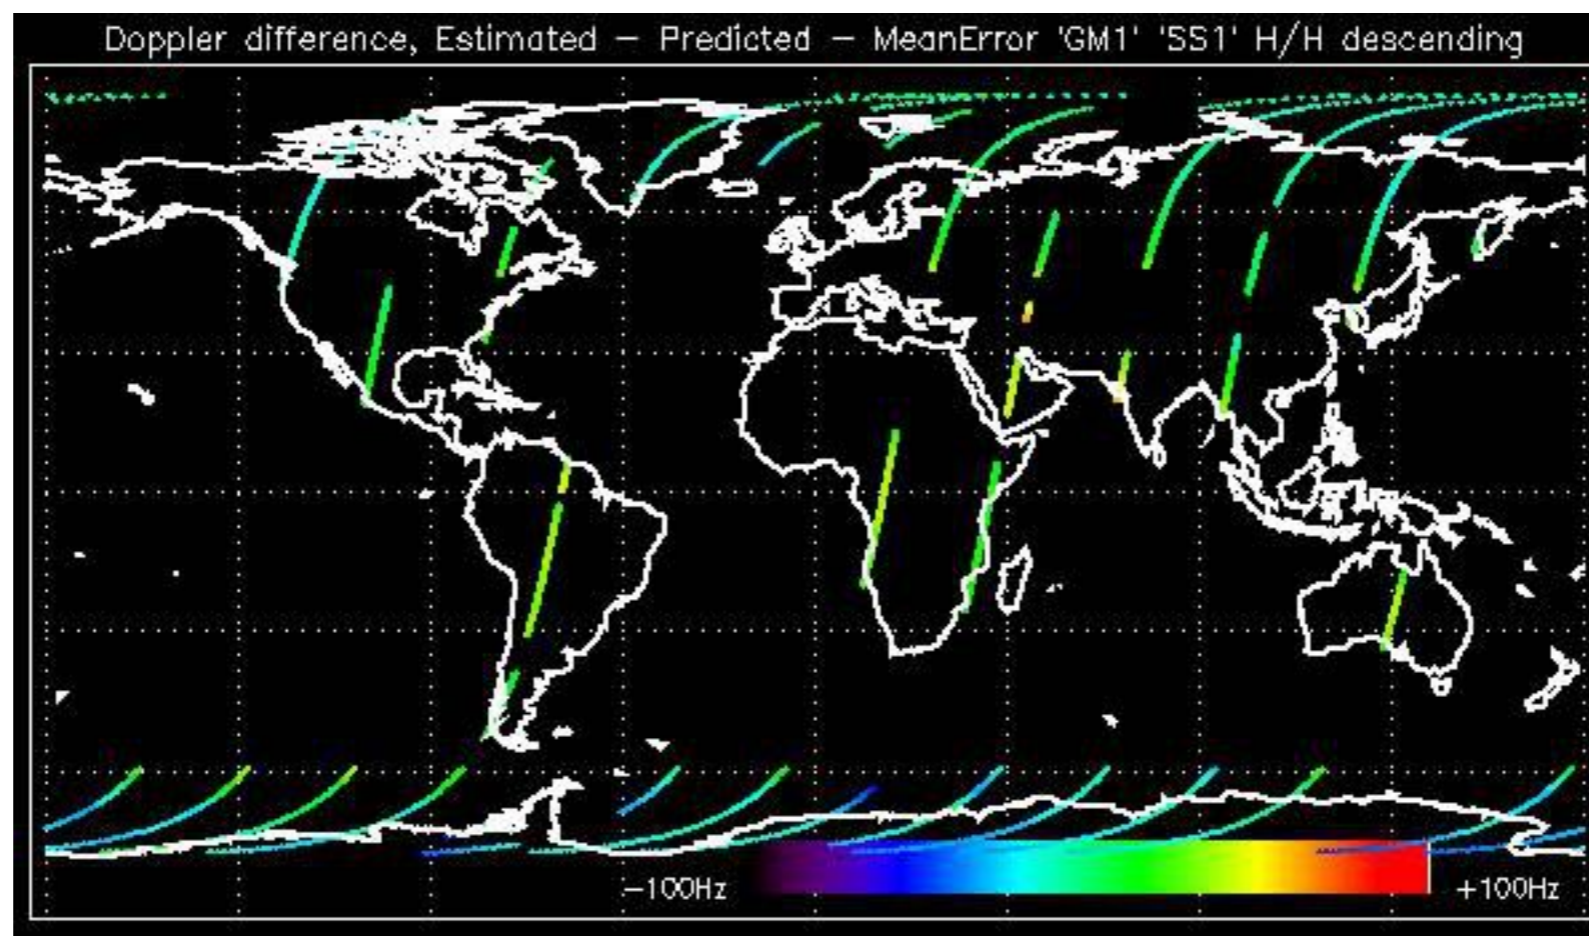 Doppler difference, Estimated – Predicted – MeanError 'GM1' 'SS1' H/H descending
–100Hz +100Hz